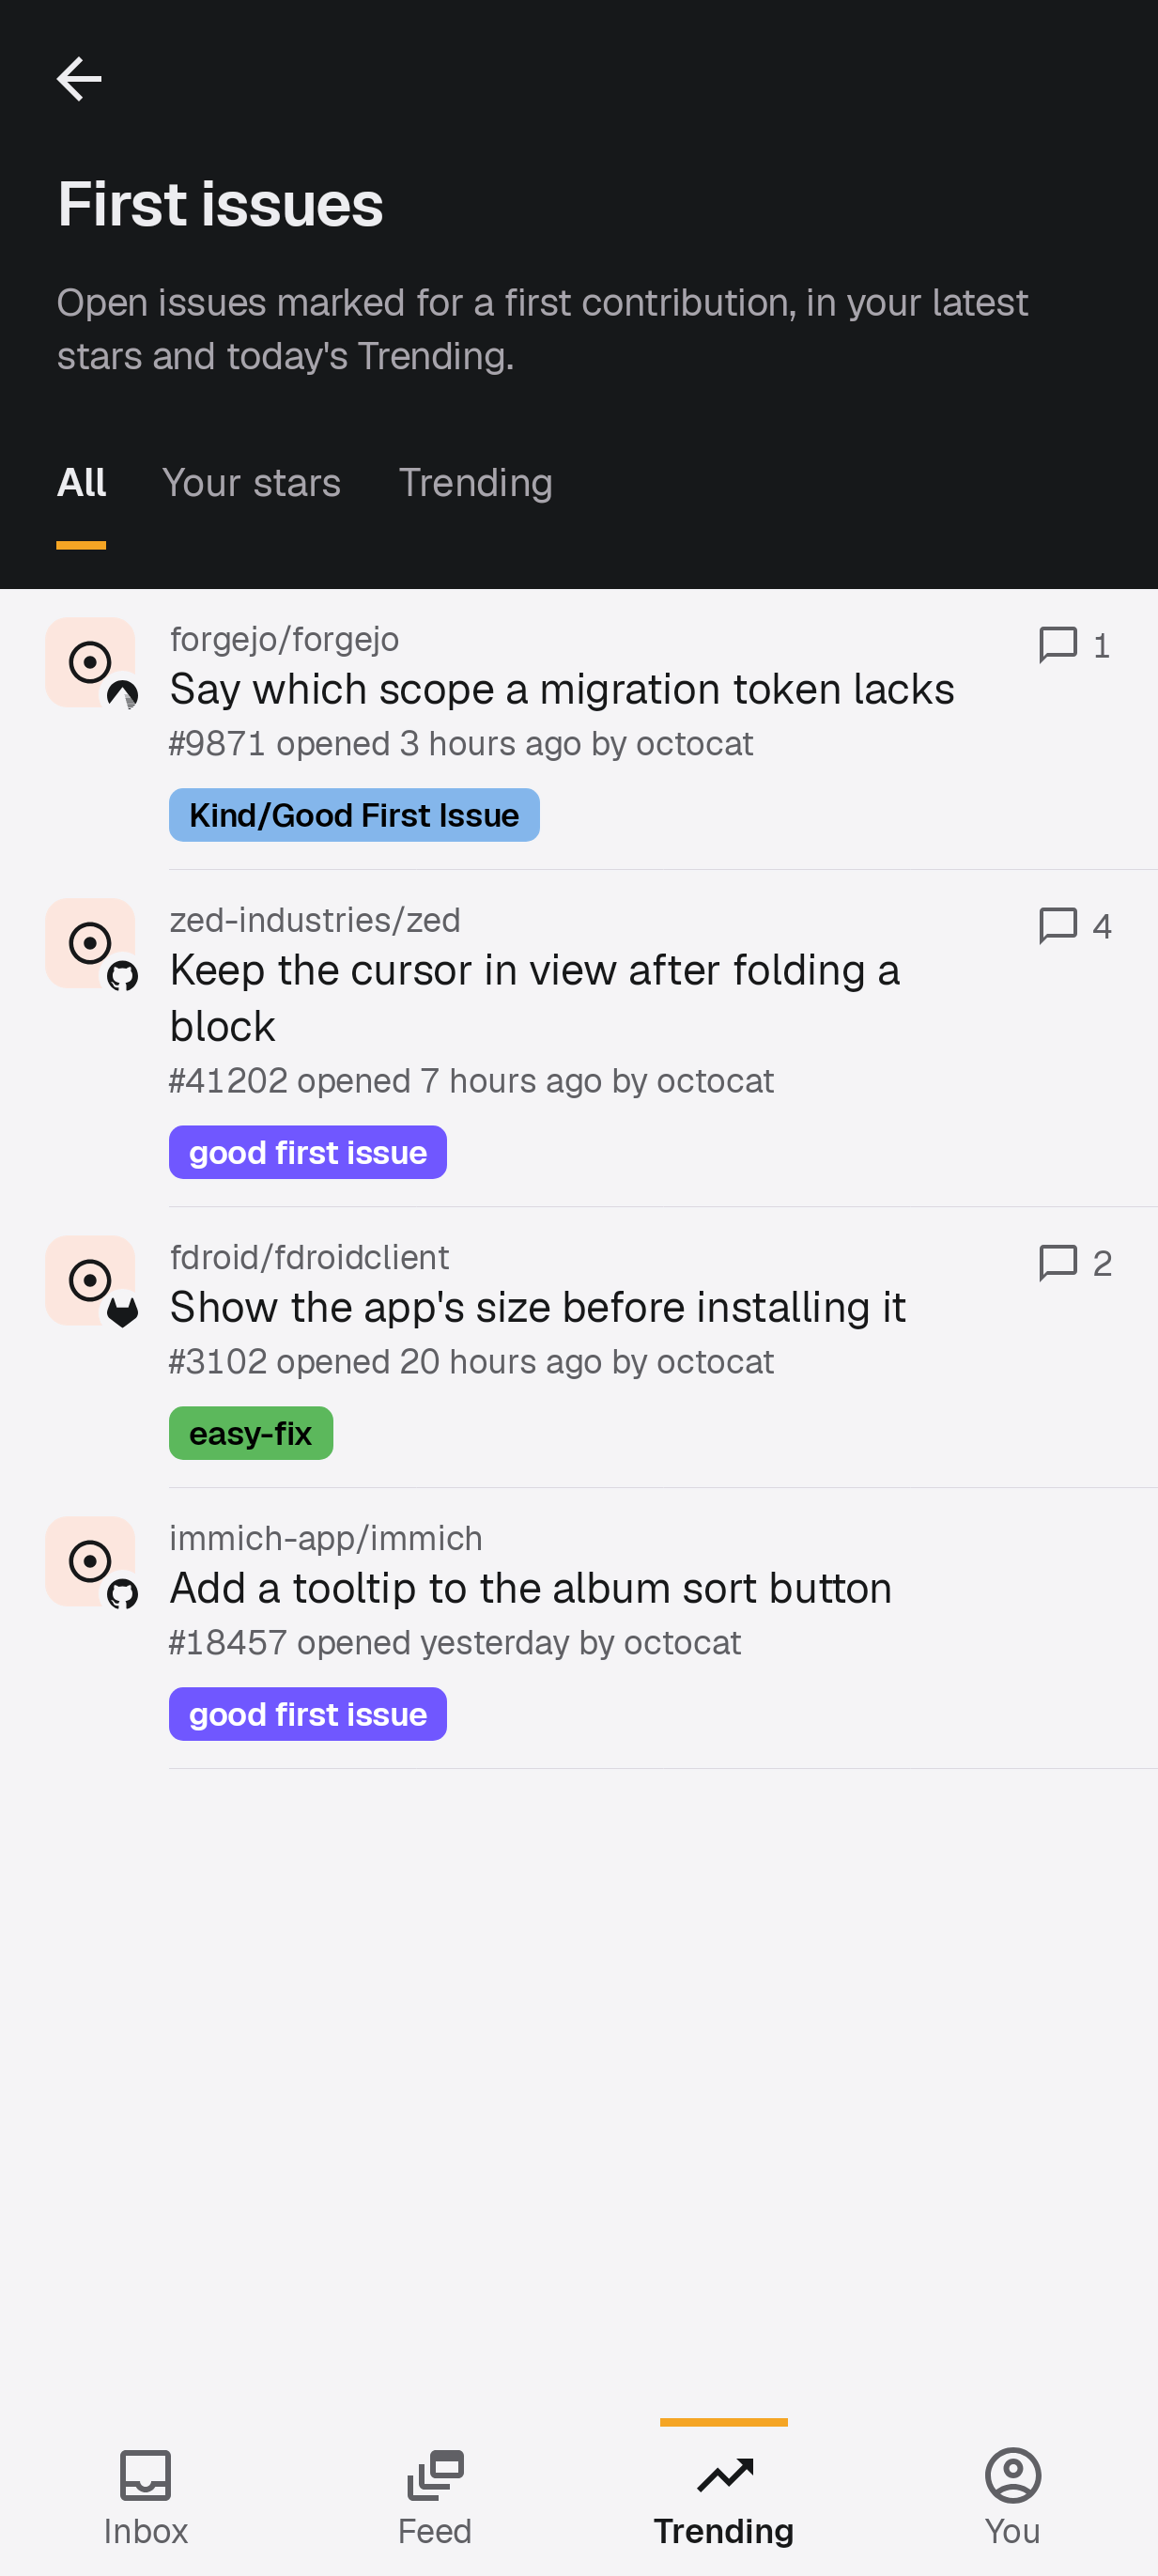 First issues
Open issues marked for a first contribution, in your latest
stars and today's Trending.
All
Your stars
Trending
forgejo/forgejo
1
Say which scope a migration token lacks
#9871 opened 3 hours ago by octocat
Kind/Good First Issue
zed-industries/zed
4
Keep the cursor in view after folding a
block
#41202 opened 7 hours ago by octocat
good first issue
fdroid/fdroidclient
2
Show the app's size before installing it
#3102 opened 20 hours ago by octocat
easy-fix
immich-app/immich
Add a tooltip to the album sort button
#18457 opened yesterday by octocat
good first issue
Inbox
Feed
Trending
You